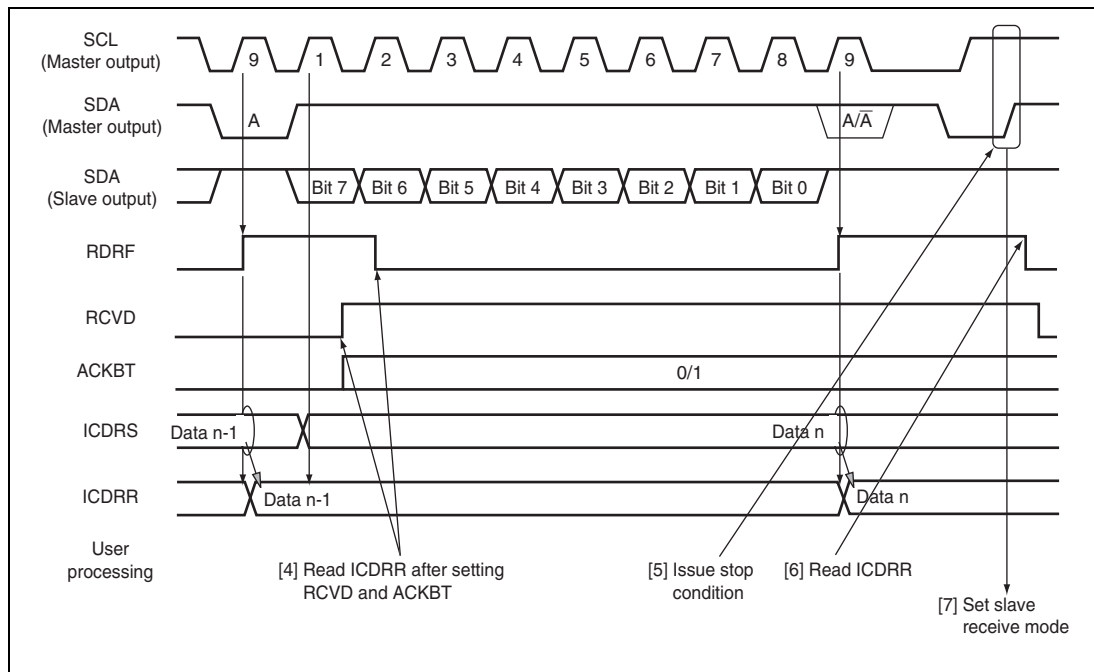 SCL
(Master output)
9 1 2 3 4 5 6 7 8 9
SDA
(Master output)
A A/A̅
SDA
(Slave output)
Bit 7 Bit 6 Bit 5 Bit 4 Bit 3 Bit 2 Bit 1 Bit 0
RDRF
RCVD
ACKBT
0/1
ICDRS
Data n-1 Data n
ICDRR
Data n-1 Data n
User
processing
[4] Read ICDRR after setting
RCVD and ACKBT
[5] Issue stop
condition
[6] Read ICDRR
[7] Set slave
receive mode